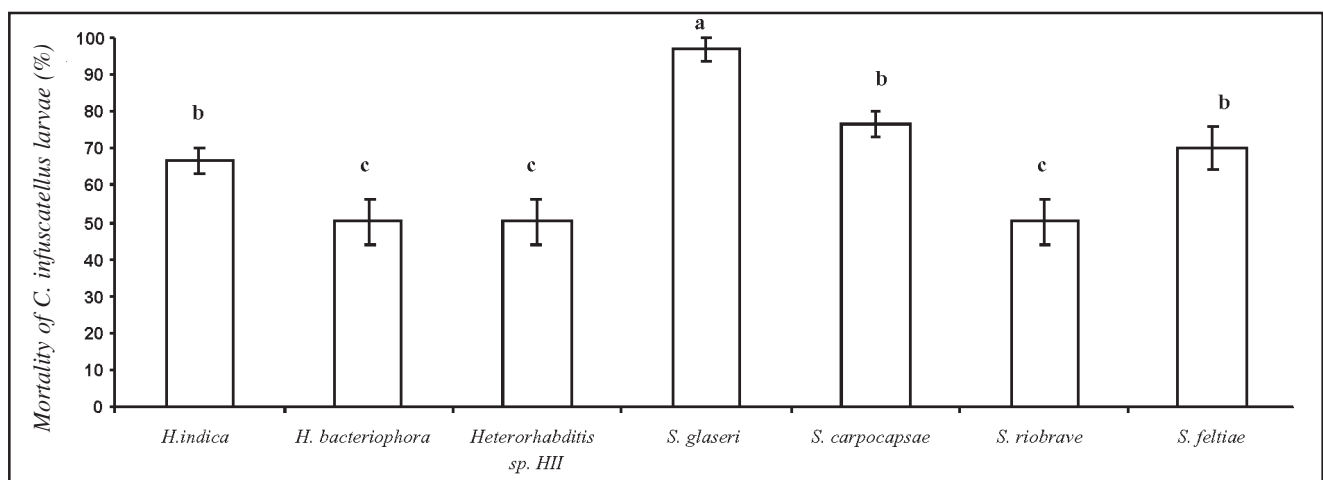 Mortality of C. infuscatellus larvae (%)
100
90
80
70
60
50
40
30
20
10
0
b
c
c
a
b
c
b
H.indica
H. bacteriophora
Heterorhabditis
sp. HII
S. glaseri
S. carpocapsae
S. riobrave
S. feltiae